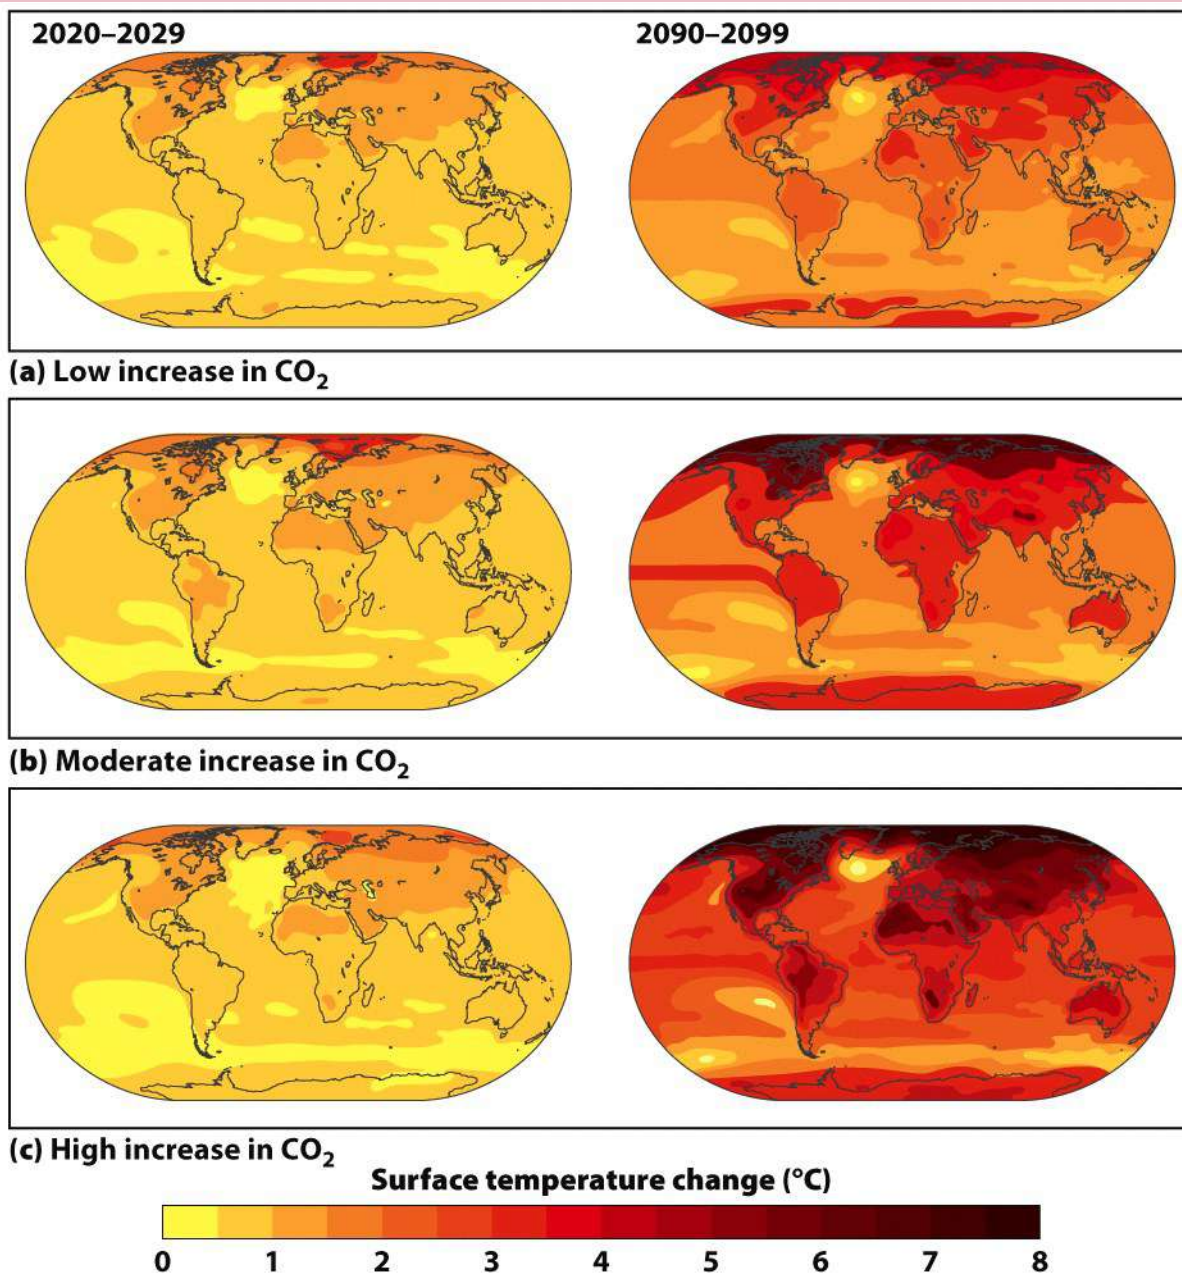 2020–2029
2090–2099
(a) Low increase in CO₂
(b) Moderate increase in CO₂
(c) High increase in CO₂
Surface temperature change (°C)
0 1 2 3 4 5 6 7 8